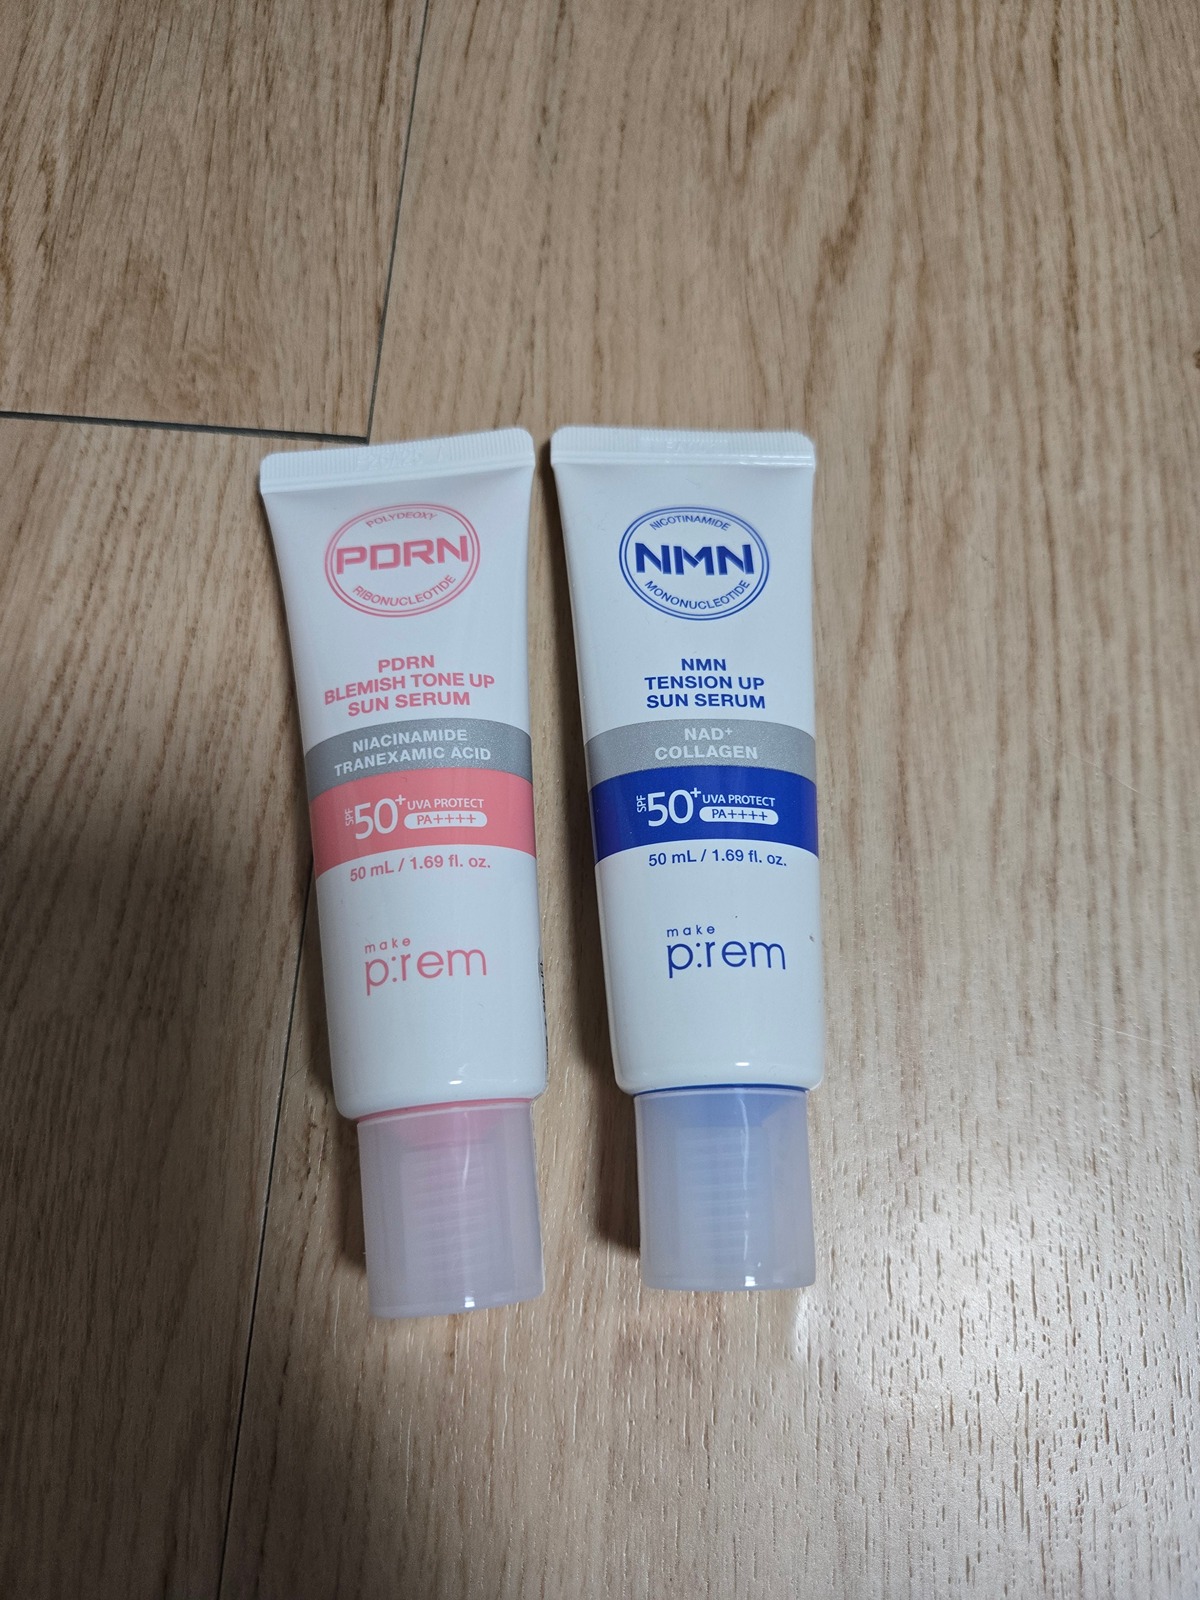 POLYDEOXY
PDRN
RIBONUCLEOTIDE
PDRN
BLEMISH TONE UP
SUN SERUM
NIACINAMIDE
TRANEXAMIC ACID
SPF 50+ UVA PROTECT
PA++++
50 mL / 1.69 fl. oz.
make
p:rem
NICOTINAMIDE
NMN
MONONUCLEOTIDE
NMN
TENSION UP
SUN SERUM
NAD+
COLLAGEN
SPF 50+ UVA PROTECT
PA++++
50 mL / 1.69 fl. oz.
make
p:rem